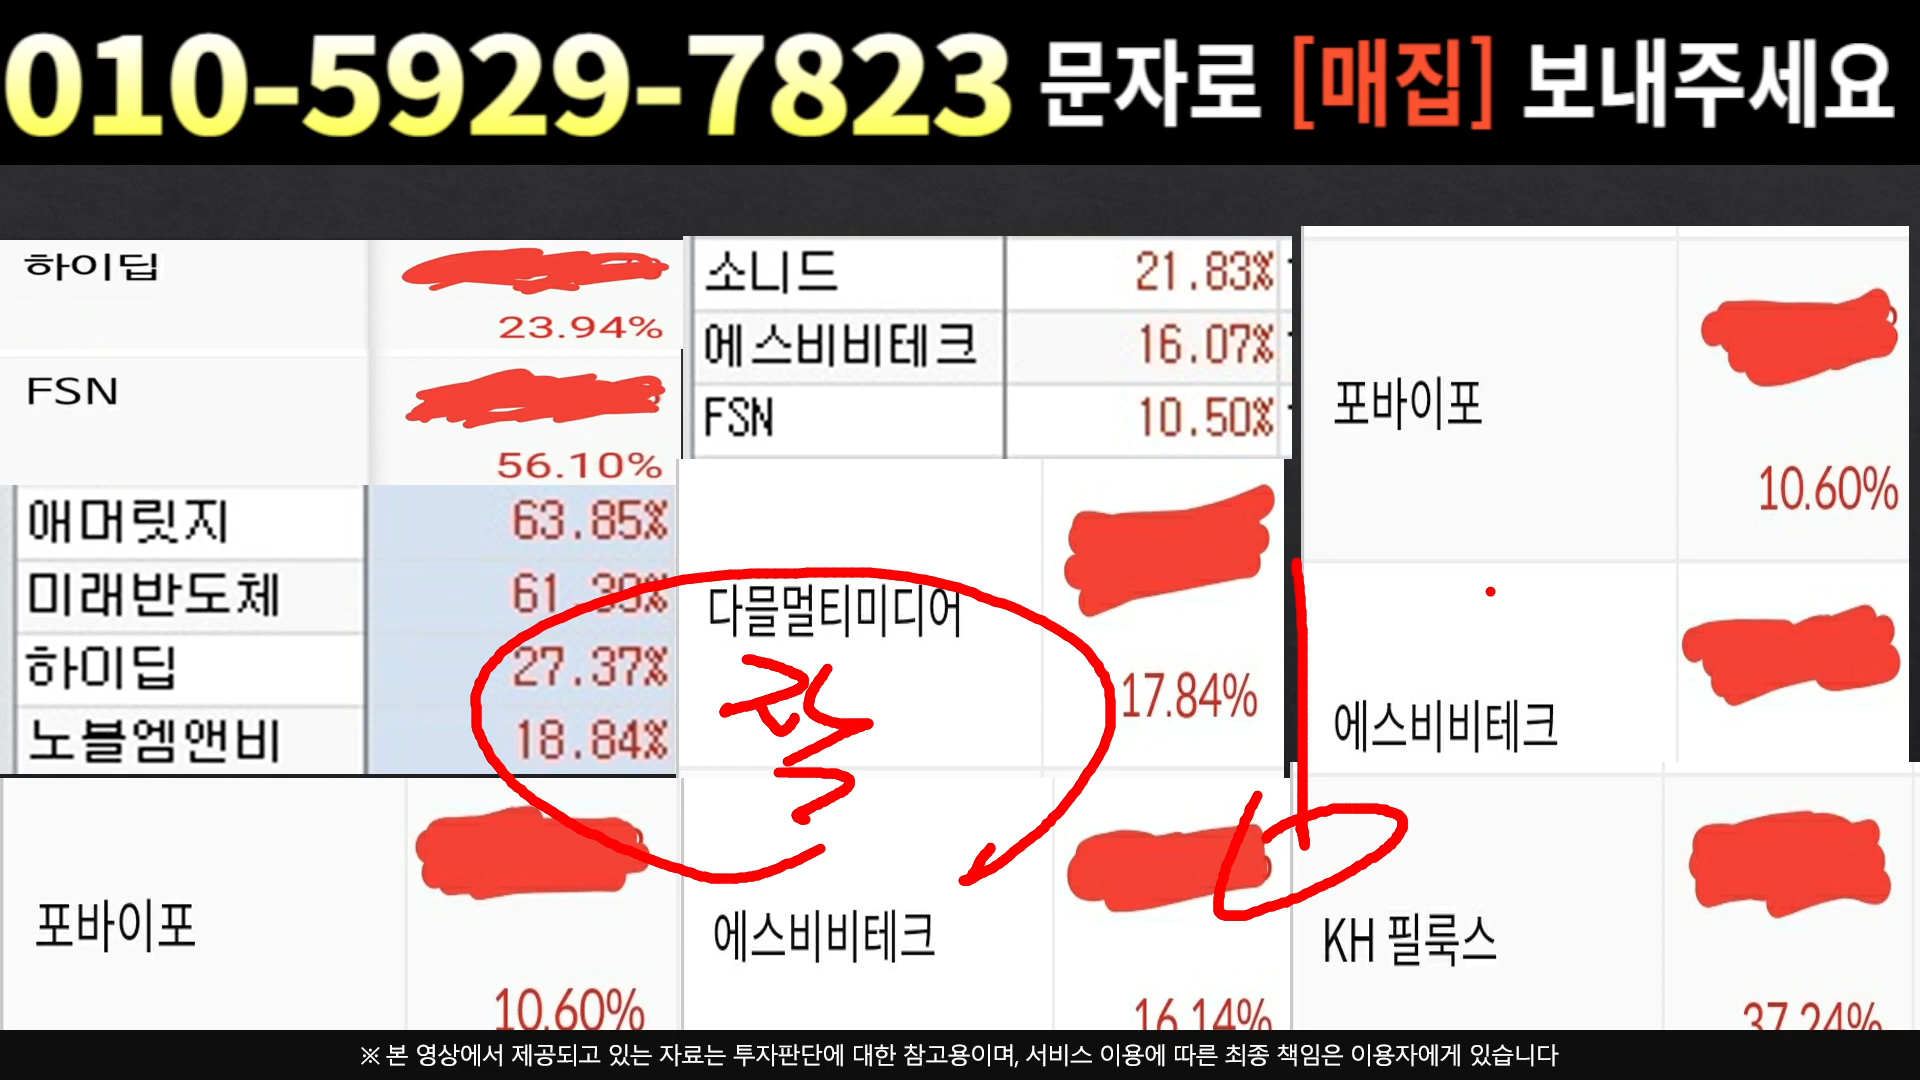 010-5929-7823 문자로 [매집] 보내주세요
하이딥
23.94%
FSN
56.10%
애머릿지 63.85%
미래반도체 61.39%
하이딥 27.37%
노블엠앤비 18.84%
소니드 21.83%
에스비비테크 16.07%
FSN 10.50%
다믈멀티미디어
17.84%
포바이포
10.60%
에스비비테크
포바이포
10.60%
에스비비테크
16.14%
KH 필룩스
37.24%
※ 본 영상에서 제공되고 있는 자료는 투자판단에 대한 참고용이며, 서비스 이용에 따른 최종 책임은 이용자에게 있습니다